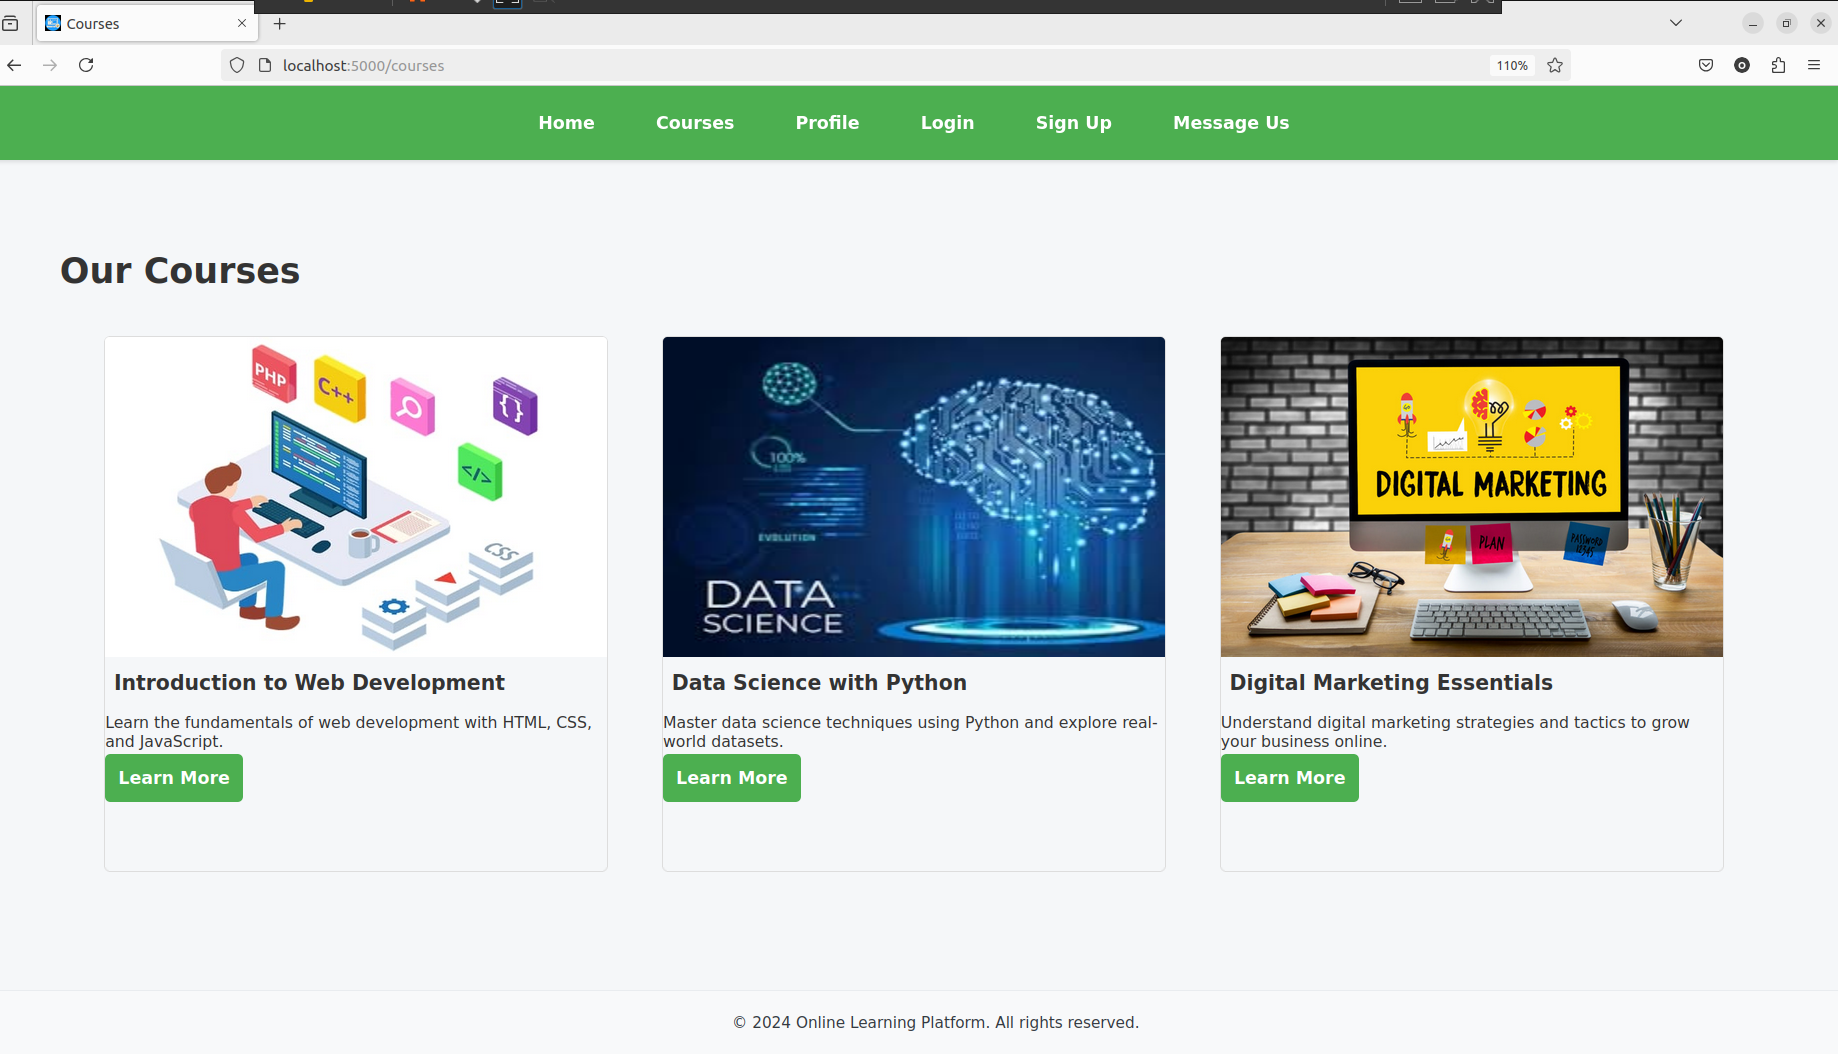 Courses
localhost:5000/courses
110%
Home Courses Profile Login Sign Up Message Us
Our Courses
PHP
C++
{ }
</>
CSS
100%
EVOLUTION
DATA
SCIENCE
DIGITAL MARKETING
PLAN
PASSWORD
Introduction to Web Development
Learn the fundamentals of web development with HTML, CSS,
and JavaScript.
Learn More
Data Science with Python
Master data science techniques using Python and explore real-
world datasets.
Learn More
Digital Marketing Essentials
Understand digital marketing strategies and tactics to grow
your business online.
Learn More
© 2024 Online Learning Platform. All rights reserved.